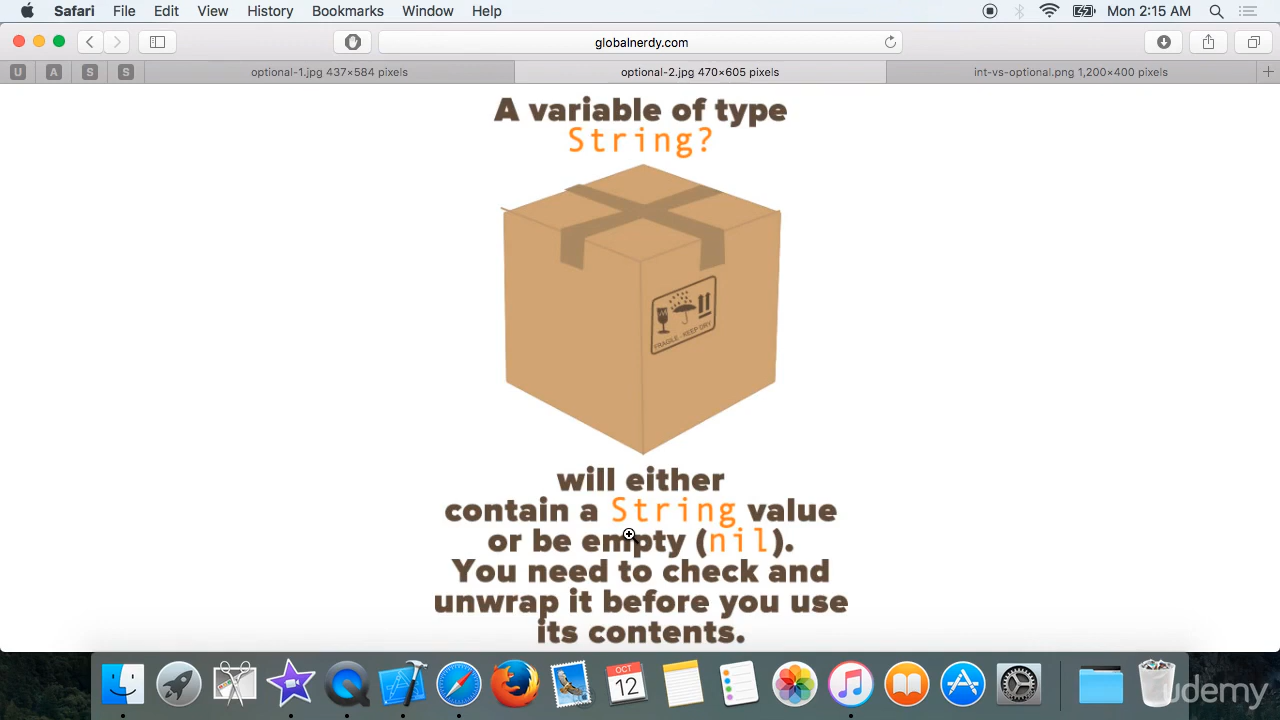 Safari File Edit View History Bookmarks Window Help Mon 2:15 AM
globalnerdy.com
U A S S optional-1.jpg 437×584 pixels optional-2.jpg 470×605 pixels int-vs-optional.png 1,200×400 pixels
A variable of type
String?
FRAGILE - KEEP DRY
will either
contain a String value
or be empty (nil).
You need to check and
unwrap it before you use
its contents.
OCT
12
udemy